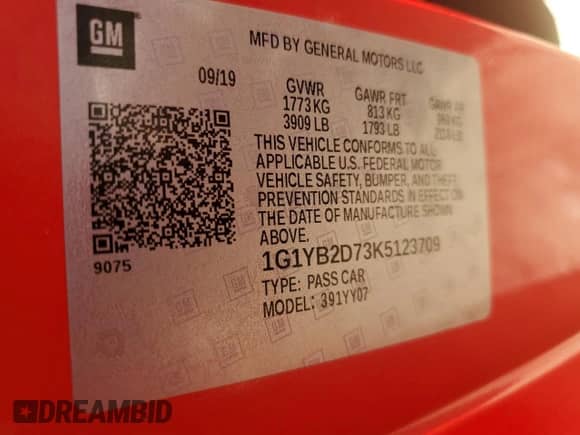 GM
MFD BY GENERAL MOTORS LLC
09/19
GVWR GAWR FRT GAWR RR
1773 KG 813 KG
3909 LB 1793 LB
THIS VEHICLE CONFORMS TO ALL
APPLICABLE U.S. FEDERAL MOTOR
VEHICLE SAFETY, BUMPER, AND THEFT
PREVENTION STANDARDS IN EFFECT ON
THE DATE OF MANUFACTURE SHOWN
ABOVE.
9075
1G1YB2D73K5123709
TYPE: PASS CAR
MODEL: 391YY07
DREAMBID